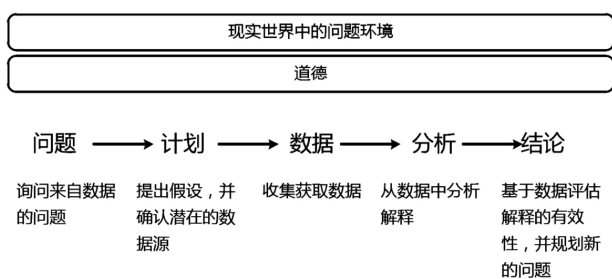 现实世界中的问题环境
道德
问题 计划 数据 分析 结论
询问来自数据
的问题
提出假设，并
确认潜在的数
据源
收集获取数据
从数据中分析
解释
基于数据评估
解释的有效
性，并规划新
的问题